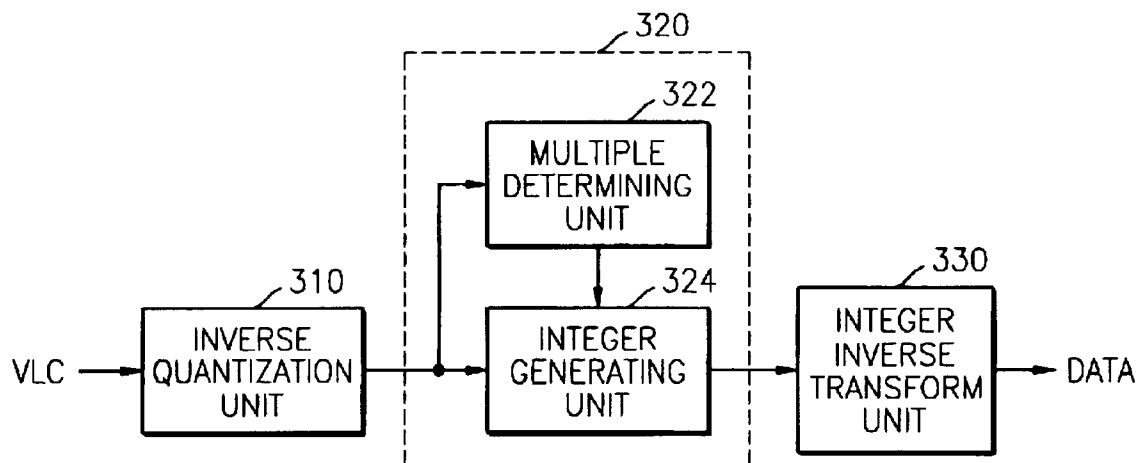 320
322
MULTIPLE
DETERMINING
UNIT
310
324
330
VLC
INVERSE
QUANTIZATION
UNIT
INTEGER
GENERATING
UNIT
INTEGER
INVERSE
TRANSFORM
UNIT
DATA